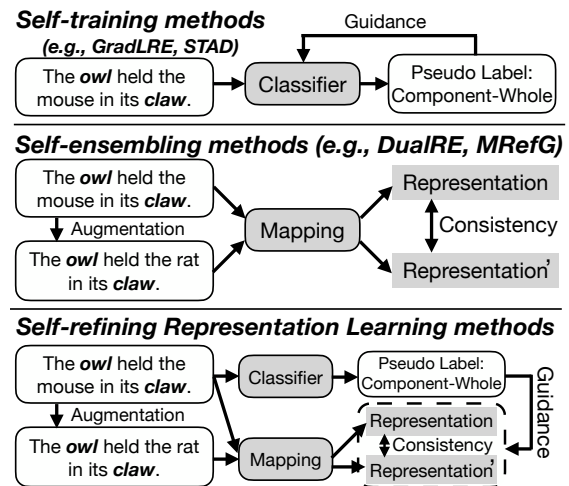 Self-training methods
(e.g., GradLRE, STAD)
Guidance
The owl held the
mouse in its claw.
Classifier
Pseudo Label:
Component-Whole
Self-ensembling methods (e.g., DualRE, MRefG)
The owl held the
mouse in its claw.
Augmentation
The owl held the rat
in its claw.
Mapping
Representation
Consistency
Representation’
Self-refining Representation Learning methods
The owl held the
mouse in its claw.
Augmentation
The owl held the rat
in its claw.
Classifier
Pseudo Label:
Component-Whole
Guidance
Mapping
Representation
Consistency
Representation’